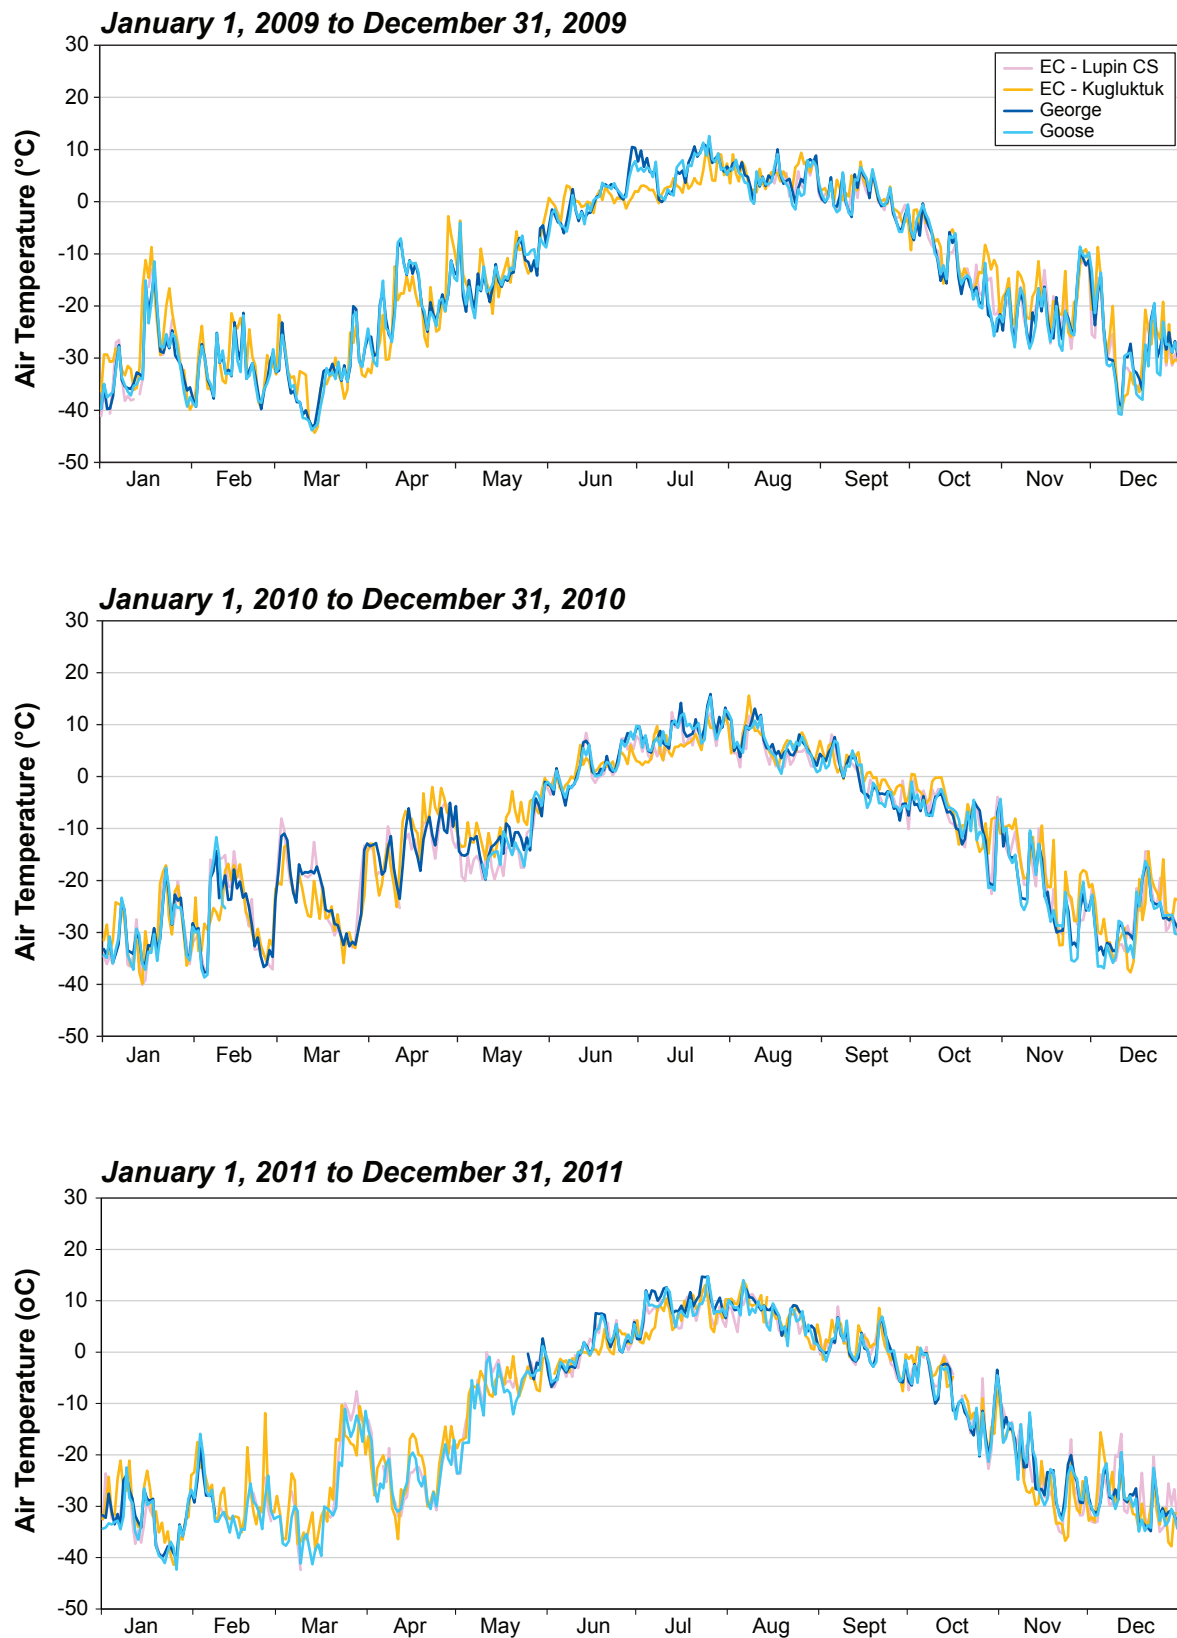 January 1, 2009 to December 31, 2009
30
20
10
0
-10
-20
-30
-40
-50
Air Temperature (°C)
EC - Lupin CS
EC - Kugluktuk
George
Goose
Jan Feb Mar Apr May Jun Jul Aug Sept Oct Nov Dec
January 1, 2010 to December 31, 2010
30
20
10
0
-10
-20
-30
-40
-50
Air Temperature (°C)
Jan Feb Mar Apr May Jun Jul Aug Sept Oct Nov Dec
January 1, 2011 to December 31, 2011
30
20
10
0
-10
-20
-30
-40
-50
Air Temperature (oC)
Jan Feb Mar Apr May Jun Jul Aug Sept Oct Nov Dec